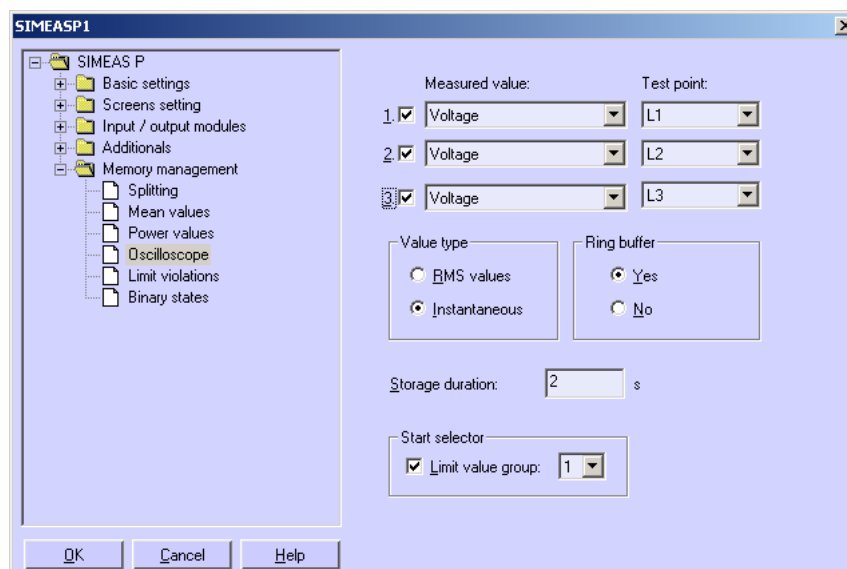 SIMEASP1
SIMEAS P
Basic settings
Screens setting
Input / output modules
Additionals
Memory management
Splitting
Mean values
Power values
Oscilloscope
Limit violations
Binary states
Measured value: Test point:
1. Voltage L1
2. Voltage L2
3. Voltage L3
Value type
RMS values
Instantaneous
Ring buffer
Yes
No
Storage duration: 2 s
Start selector
Limit value group: 1
OK Cancel Help